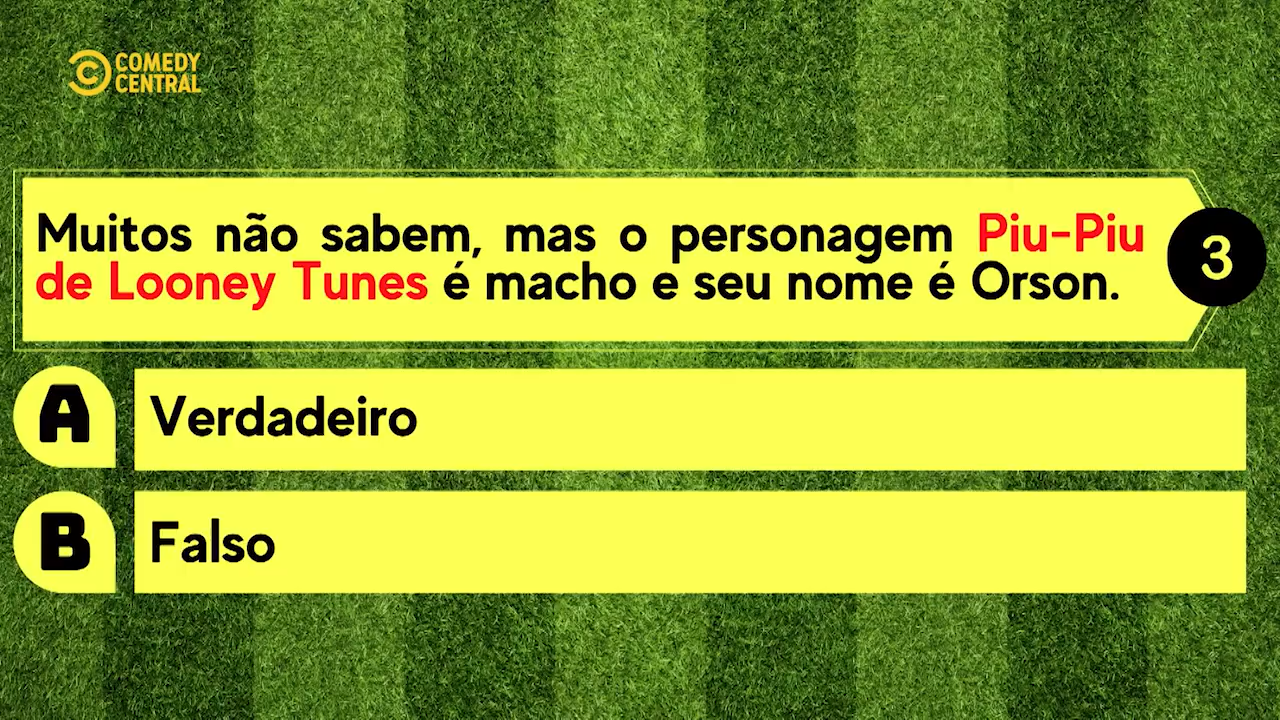 COMEDY
CENTRAL
Muitos não sabem, mas o personagem Piu-Piu
de Looney Tunes é macho e seu nome é Orson.
3
A
Verdadeiro
B
Falso